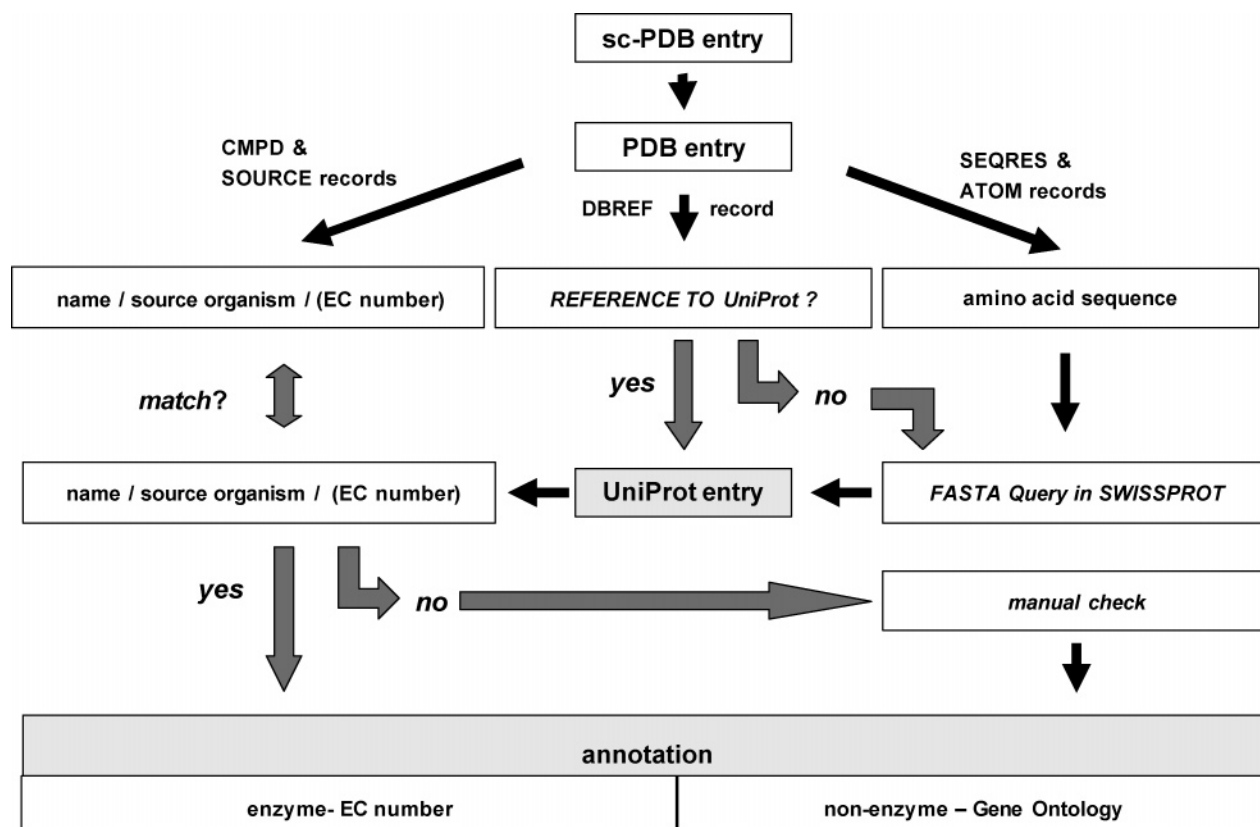 sc-PDB entry
PDB entry
CMPD &
SOURCE records
SEQRES &
ATOM records
DBREF record
name / source organism / (EC number)
REFERENCE TO UniProt ?
amino acid sequence
match?
yes
no
name / source organism / (EC number)
UniProt entry
FASTA Query in SWISSPROT
yes
no
manual check
annotation
enzyme- EC number
non-enzyme – Gene Ontology